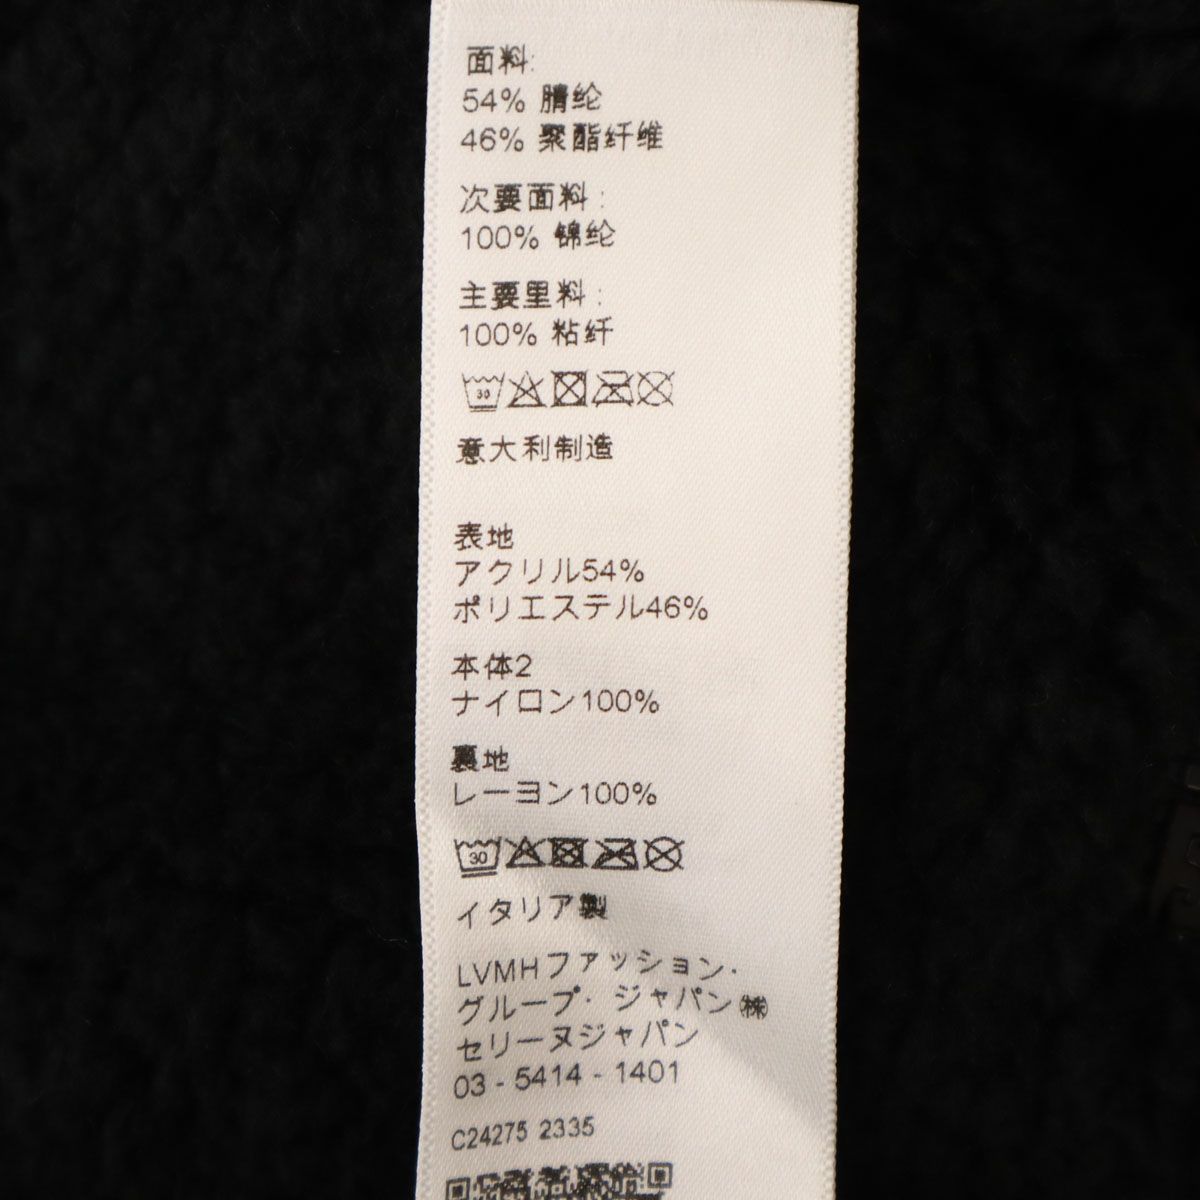 面料:
54% 腈纶
46% 聚酯纤维
次要面料:
100% 锦纶
主要里料:
100% 粘纤
30
意大利制造
表地
アクリル54%
ポリエステル46%
本体2
ナイロン100%
裏地
レーヨン100%
30
イタリア製
LVMHファッション・
グループ・ジャパン㈱
セリーヌジャパン
03-5414-1401
C24275 2335